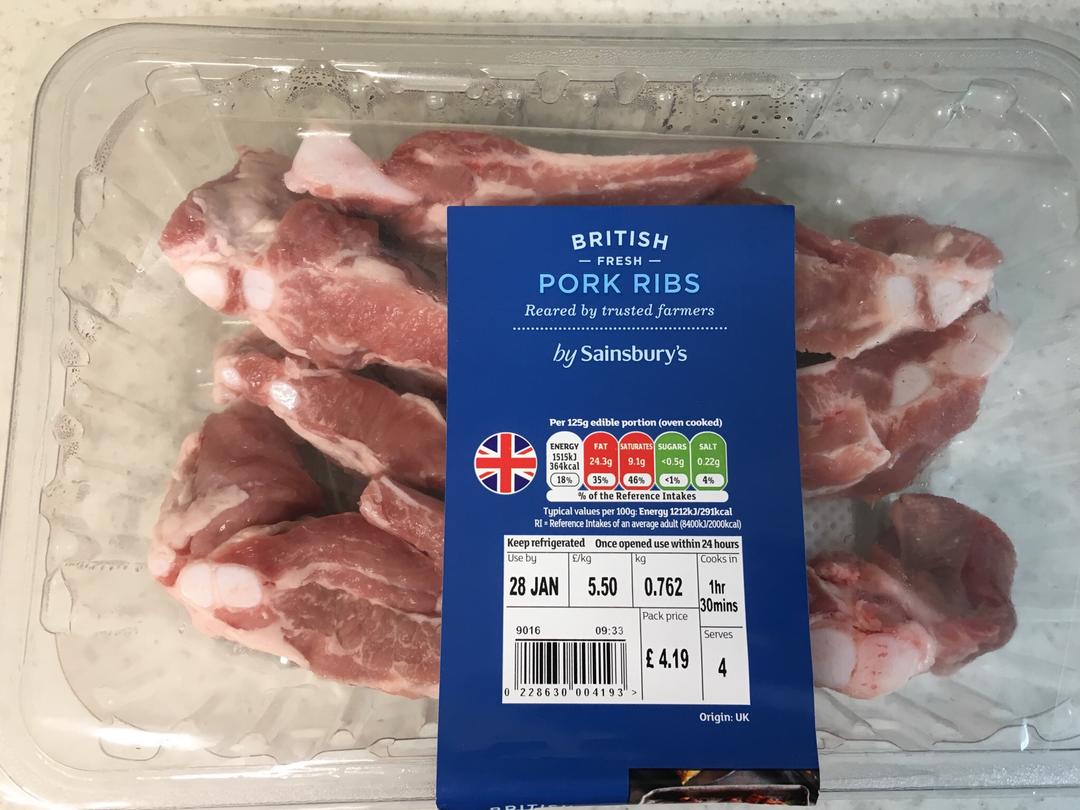 BRITISH
— FRESH —
PORK RIBS
Reared by trusted farmers
by Sainsbury's
Per 125g edible portion (oven cooked)
ENERGY 1515kJ 364kcal 18%
FAT 24.3g 35%
SATURATES 9.1g 46%
SUGARS <0.5g <1%
SALT 0.22g 4%
% of the Reference Intakes
Typical values per 100g: Energy 1212kJ/291kcal
RI = Reference Intakes of an average adult (8400kJ/2000kcal)
Keep refrigerated Once opened use within 24 hours
Use by £/kg kg Cooks in
28 JAN 5.50 0.762 1hr 30mins
Pack price £ 4.19
Serves 4
9016 09:33
0 228630 004193 >
Origin: UK
BRITISH